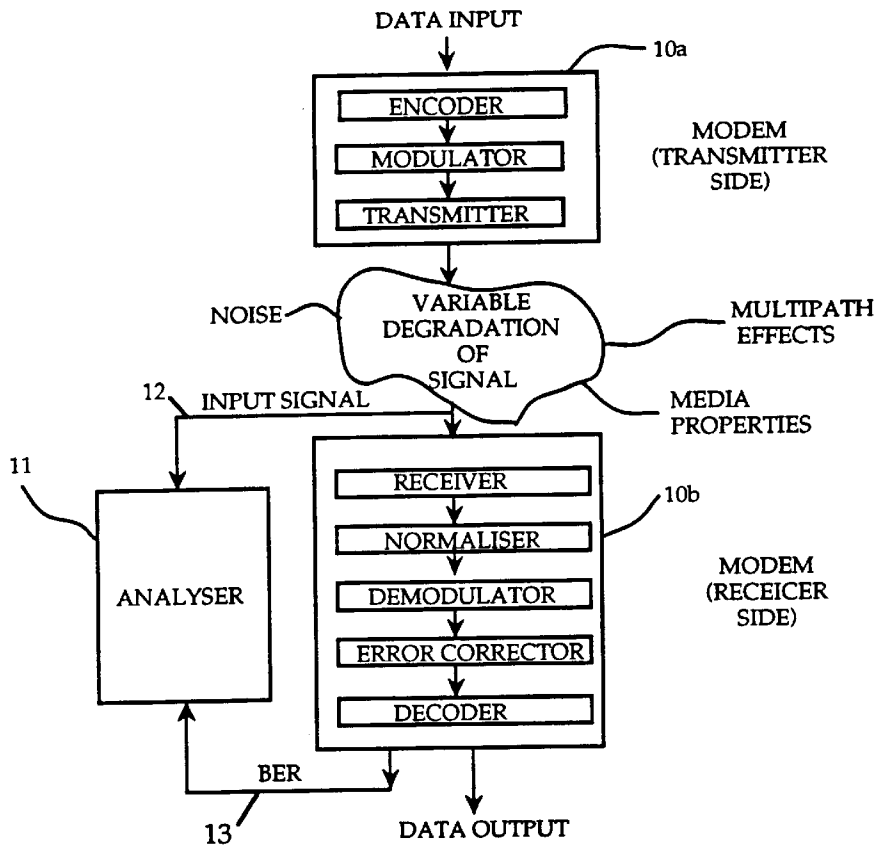 DATA INPUT
10a
ENCODER
MODULATOR
TRANSMITTER
MODEM
(TRANSMITTER
SIDE)
NOISE
VARIABLE
DEGRADATION
OF
SIGNAL
MULTIPATH
EFFECTS
MEDIA
PROPERTIES
12
INPUT SIGNAL
11
ANALYSER
RECEIVER
NORMALISER
DEMODULATOR
ERROR CORRECTOR
DECODER
10b
MODEM
(RECEICER
SIDE)
BER
13
DATA OUTPUT